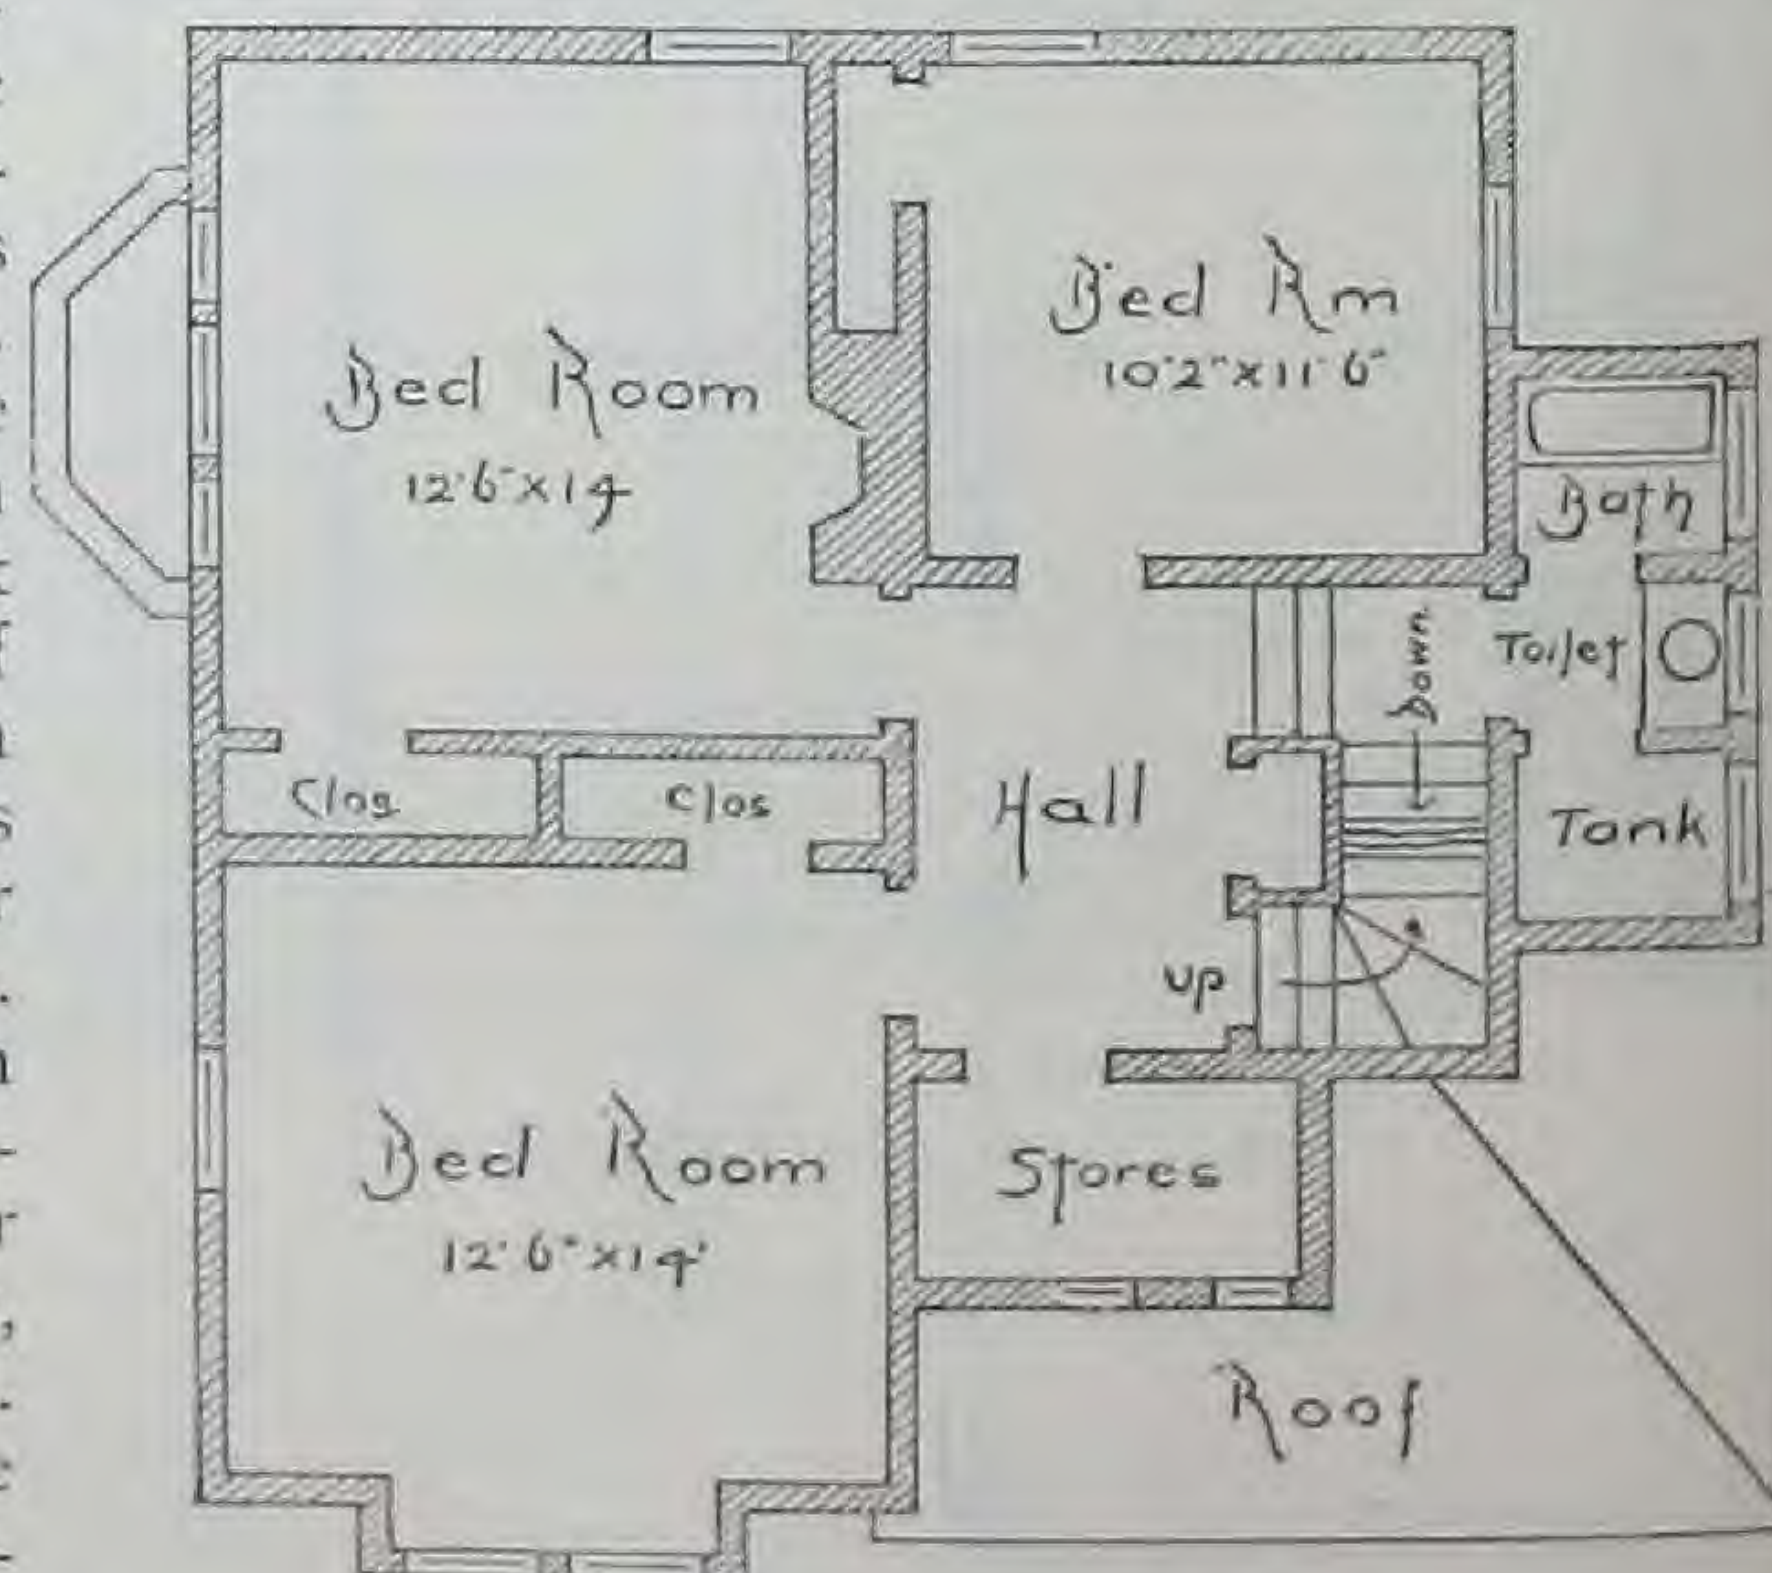 Bed Room
12'6"x14
Bed Rm
10'2"x11'6"
Bath
Toilet
Down
Clos
Clos
Hall
Tank
up
Bed Room
12'6"x14'
Stores
Roof